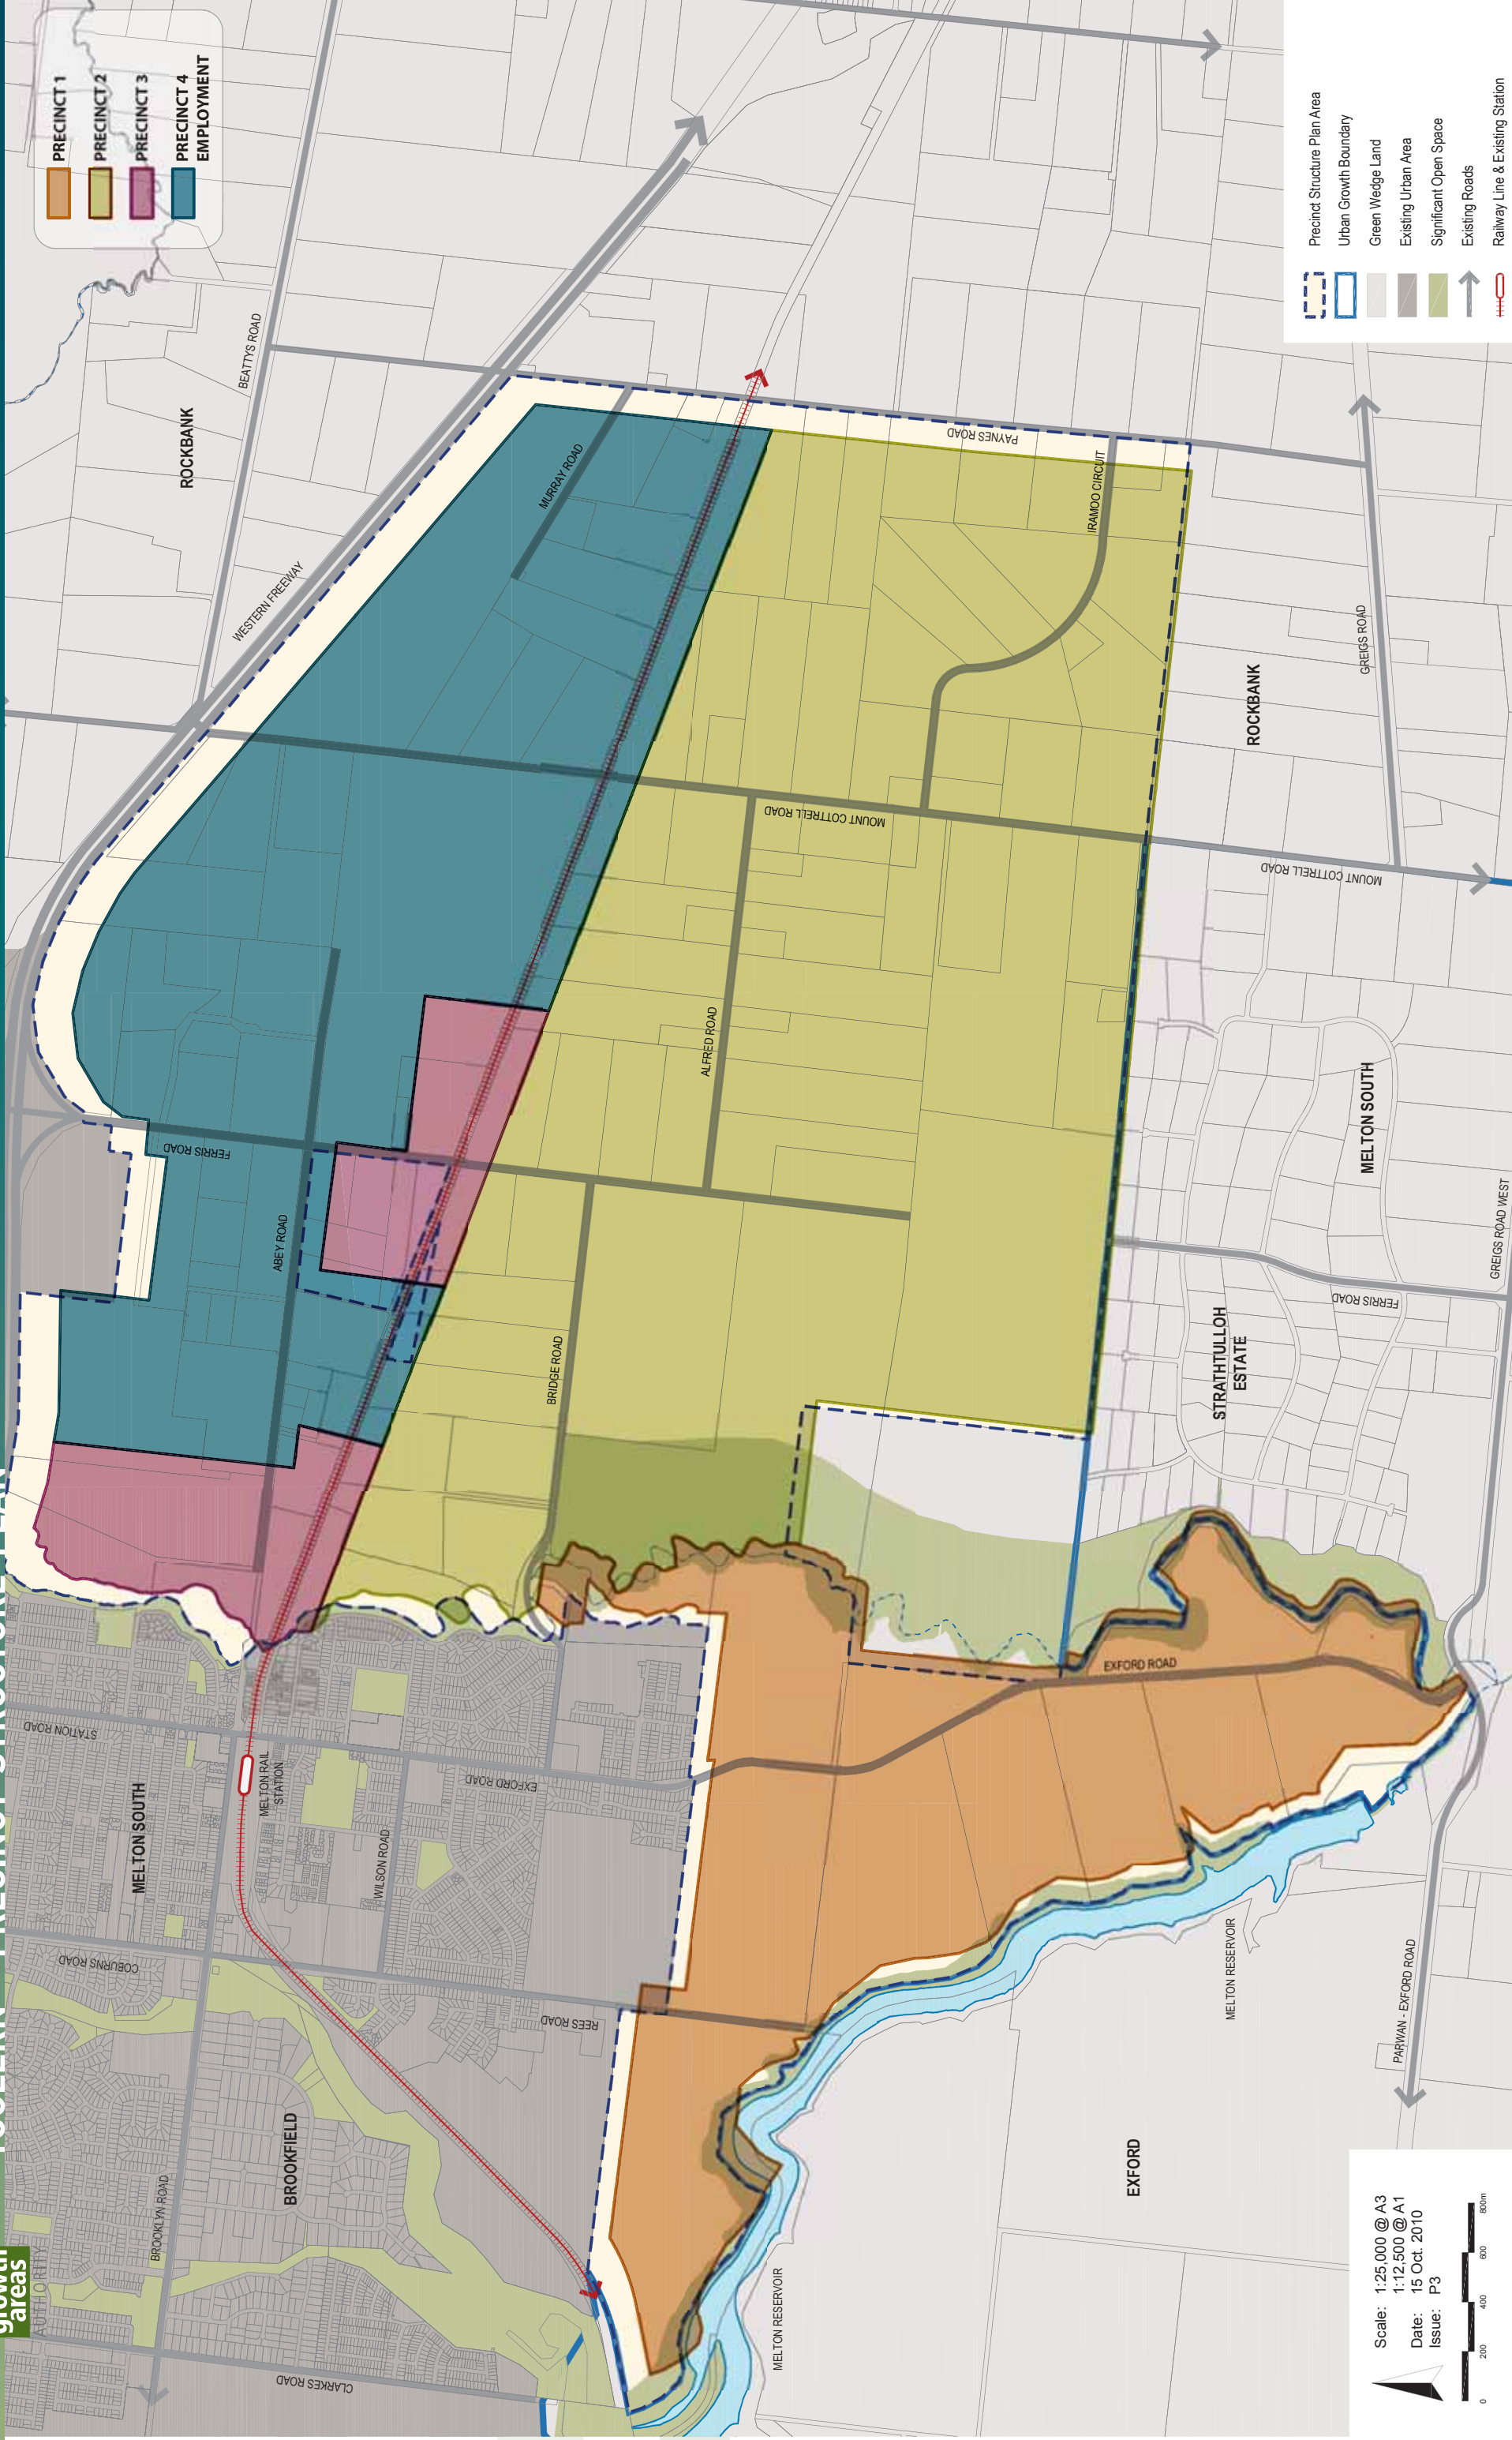 growth
areas
AUTHORITY
PRECINCT 1
PRECINCT 2
PRECINCT 3
PRECINCT 4
EMPLOYMENT
CLARKES ROAD
BROOKLYN ROAD
BROOKFIELD
COBURNS ROAD
MELTON SOUTH
STATION ROAD
MELTON RAIL
STATION
WILSON ROAD
EXFORD ROAD
REES ROAD
ABEY ROAD
FERRIS ROAD
WESTERN FREEWAY
ROCKBANK
BEATTYS ROAD
MURRAY ROAD
PAYNES ROAD
IRAMOO CIRCUIT
MOUNT COTTRELL ROAD
ALFRED ROAD
BRIDGE ROAD
EXFORD ROAD
STRATHTULLOH
ESTATE
FERRIS ROAD
MELTON SOUTH
GREIGS ROAD WEST
MOUNT COTTRELL ROAD
ROCKBANK
GREIGS ROAD
MELTON RESERVOIR
MELTON RESERVOIR
EXFORD
PARWAN - EXFORD ROAD
Scale: 1:25,000 @ A3
1:12,500 @ A1
Date: 15 Oct. 2010
Issue: P3
0 200 400 600 800m
Precinct Structure Plan Area
Urban Growth Boundary
Green Wedge Land
Existing Urban Area
Significant Open Space
Existing Roads
Railway Line & Existing Station